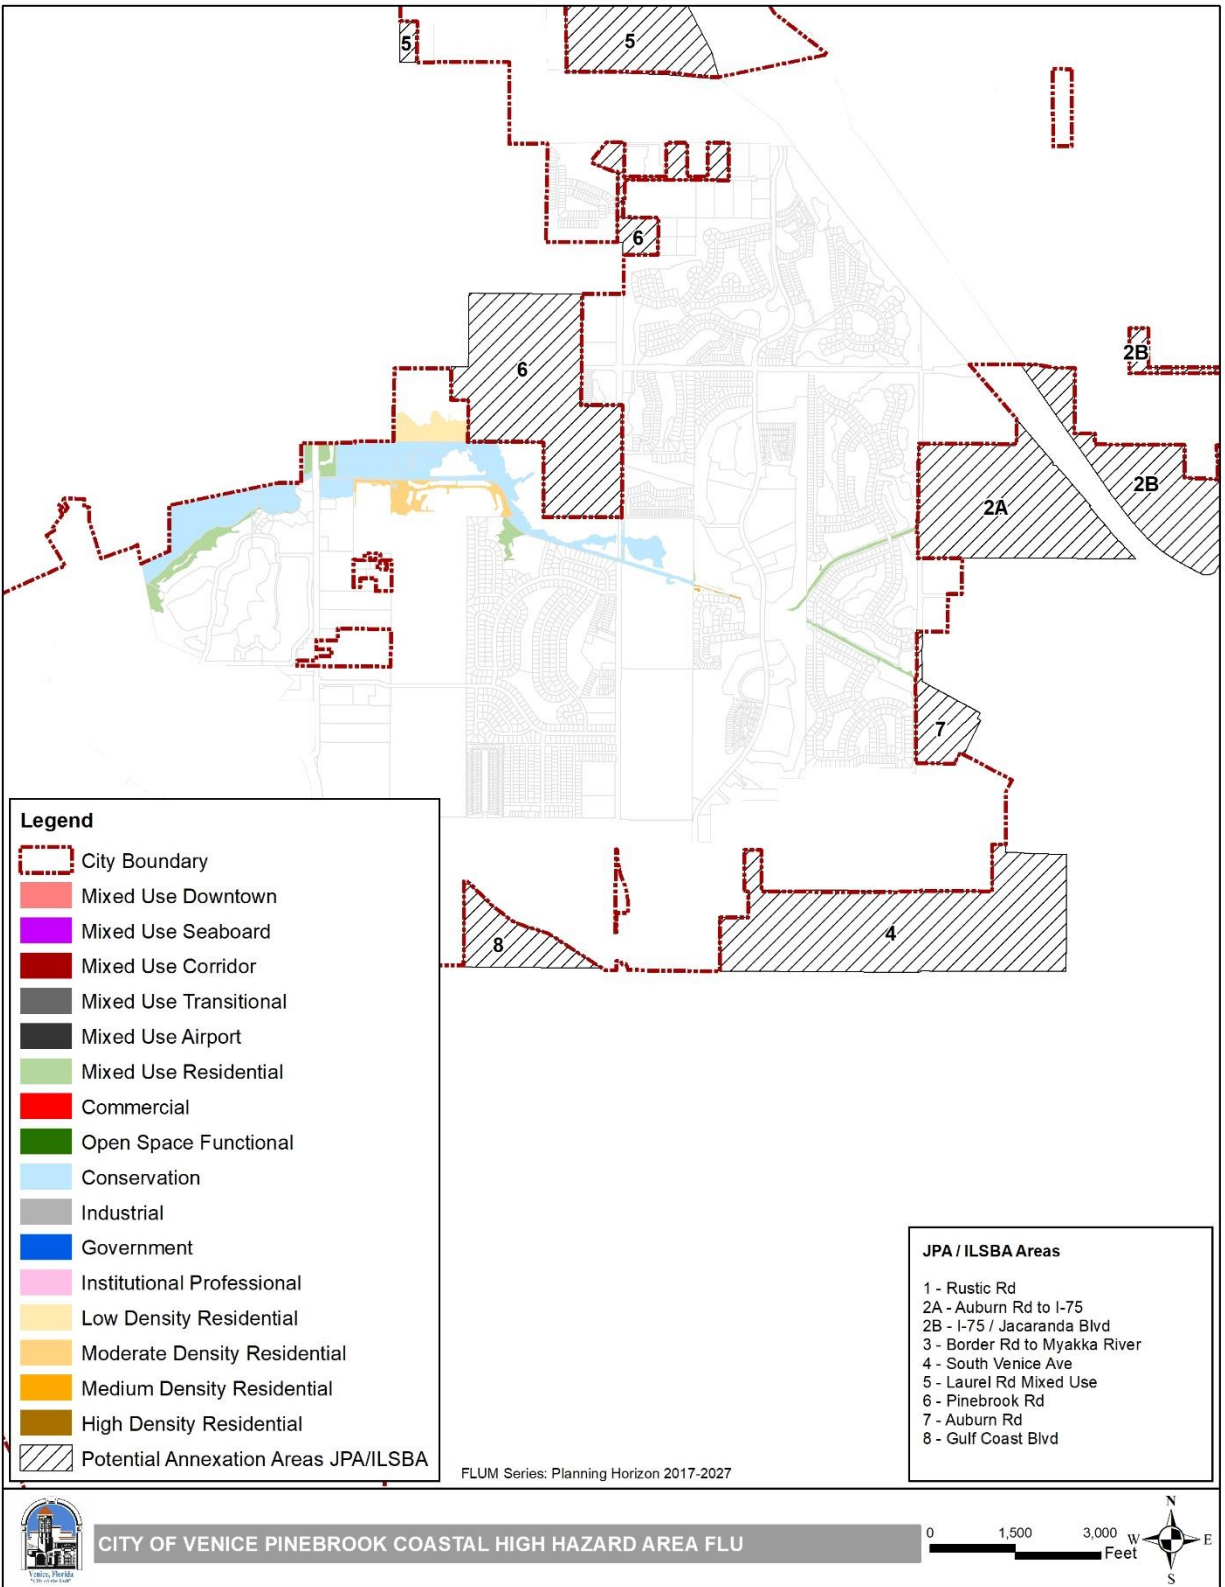 5
5
6
2B
6
2A
2B
7
8
4
Legend
City Boundary
Mixed Use Downtown
Mixed Use Seaboard
Mixed Use Corridor
Mixed Use Transitional
Mixed Use Airport
Mixed Use Residential
Commercial
Open Space Functional
Conservation
Industrial
Government
Institutional Professional
Low Density Residential
Moderate Density Residential
Medium Density Residential
High Density Residential
Potential Annexation Areas JPA/ILSBA
FLUM Series: Planning Horizon 2017-2027
JPA / ILSBA Areas
1 - Rustic Rd
2A - Auburn Rd to I-75
2B - I-75 / Jacaranda Blvd
3 - Border Rd to Myakka River
4 - South Venice Ave
5 - Laurel Rd Mixed Use
6 - Pinebrook Rd
7 - Auburn Rd
8 - Gulf Coast Blvd
Venice, Florida
"City on the Gulf"
CITY OF VENICE PINEBROOK COASTAL HIGH HAZARD AREA FLU
0 1,500 3,000
Feet
N
W E
S